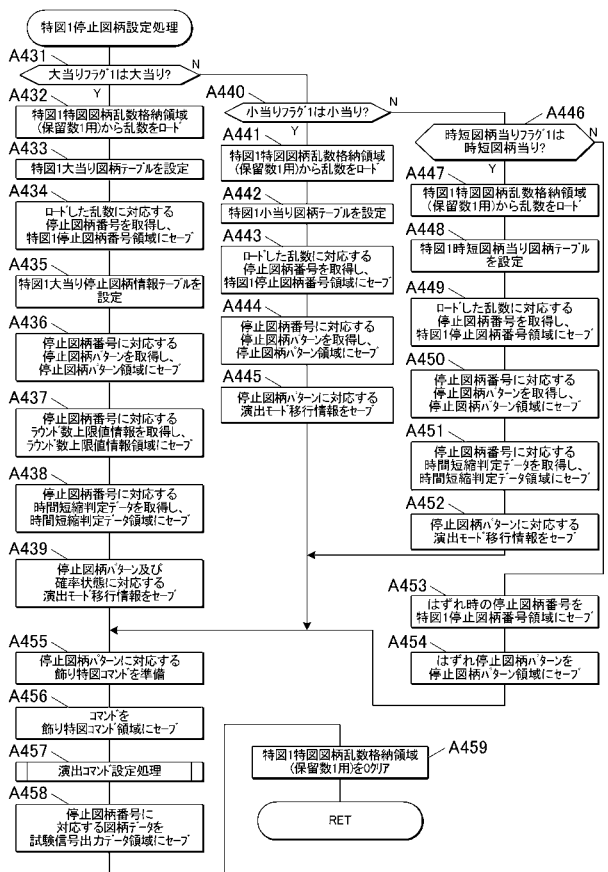 特図1停止図柄設定処理
A431
大当りフラグ1は大当り?
N
Y
A432
特図1特図図柄乱数格納領域
(保留数1用)から乱数をロード
A433
特図1大当り図柄テーブルを設定
A434
ロードした乱数に対応する
停止図柄番号を取得し、
特図1停止図柄番号領域にセーブ
A435
特図1大当り停止図柄情報テーブルを
設定
A436
停止図柄番号に対応する
停止図柄パターンを取得し、
停止図柄パターン領域にセーブ
A437
停止図柄番号に対応する
ラウンド数上限値情報を取得し、
ラウンド数上限値情報領域にセーブ
A438
停止図柄番号に対応する
時間短縮判定データを取得し、
時間短縮判定データ領域にセーブ
A439
停止図柄パターン及び
確率状態に対応する
演出モード移行情報をセーブ
A440
小当りフラグ1は小当り?
N
Y
A441
特図1特図図柄乱数格納領域
(保留数1用)から乱数をロード
A442
特図1小当り図柄テーブルを設定
A443
ロードした乱数に対応する
停止図柄番号を取得し、
特図1停止図柄番号領域にセーブ
A444
停止図柄番号に対応する
停止図柄パターンを取得し、
停止図柄パターン領域にセーブ
A445
停止図柄パターンに対応する
演出モード移行情報をセーブ
A446
時短図柄当りフラグ1は
時短図柄当り?
N
Y
A447
特図1特図図柄乱数格納領域
(保留数1用)から乱数をロード
A448
特図1時短図柄当り図柄テーブル
を設定
A449
ロードした乱数に対応する
停止図柄番号を取得し、
特図1停止図柄番号領域にセーブ
A450
停止図柄番号に対応する
停止図柄パターンを取得し、
停止図柄パターン領域にセーブ
A451
停止図柄番号に対応する
時間短縮判定データを取得し、
時間短縮判定データ領域にセーブ
A452
停止図柄パターンに対応する
演出モード移行情報をセーブ
A453
はずれ時の停止図柄番号を
特図1停止図柄番号領域にセーブ
A454
はずれ停止図柄パターンを
停止図柄パターン領域にセーブ
A455
停止図柄パターンに対応する
飾り特図コマンドを準備
A456
コマンドを
飾り特図コマンド領域にセーブ
A457
演出コマンド設定処理
A458
停止図柄番号に
対応する図柄データを
試験信号出力データ領域にセーブ
A459
特図1特図図柄乱数格納領域
(保留数1用)を0クリア
RET